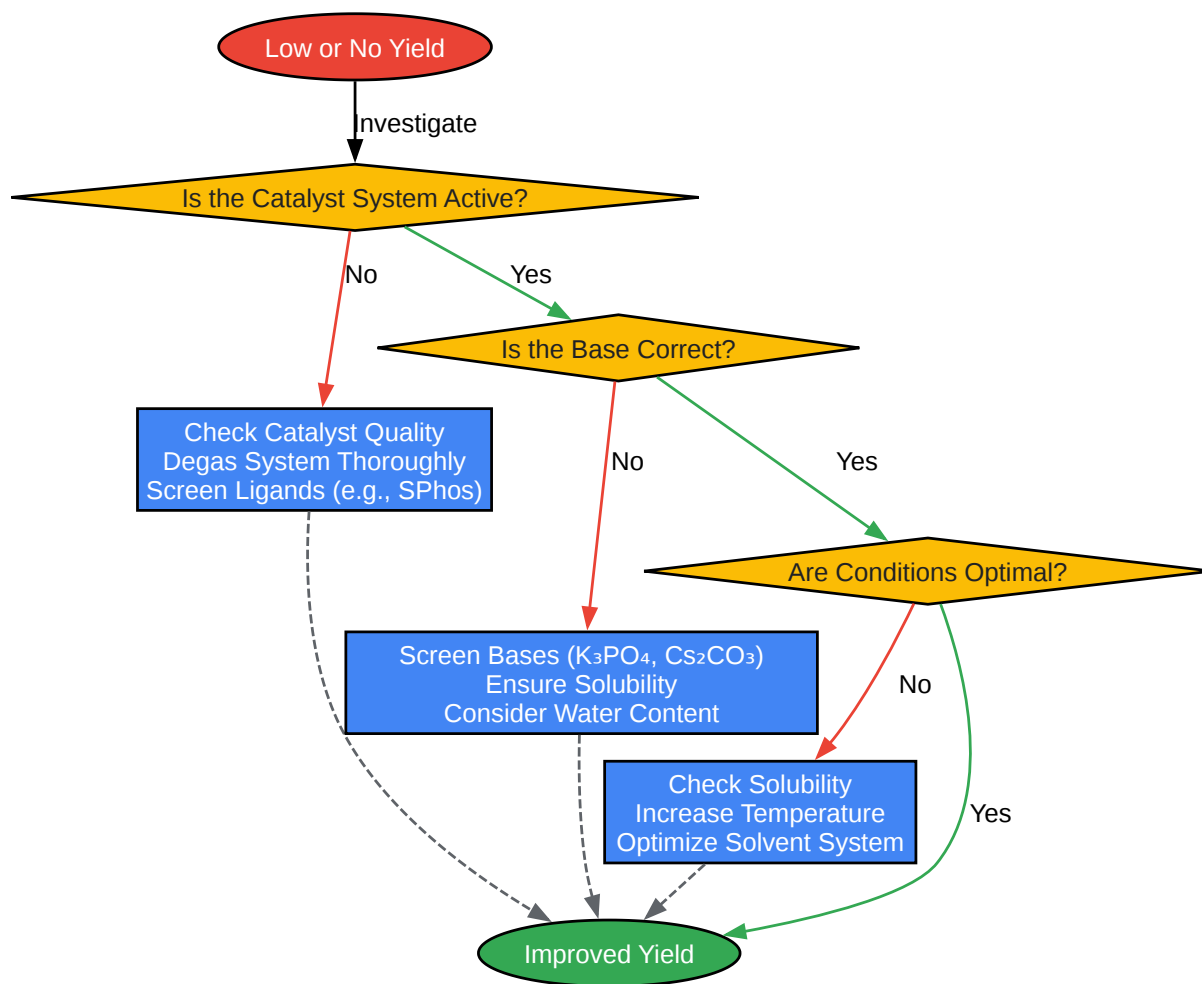 Low or No Yield
Investigate
Is the Catalyst System Active?
No
Yes
Is the Base Correct?
Check Catalyst Quality
Degas System Thoroughly
Screen Ligands (e.g., SPhos)
No
Yes
Are Conditions Optimal?
Screen Bases (K₃PO₄, Cs₂CO₃)
Ensure Solubility
Consider Water Content
No
Check Solubility
Increase Temperature
Optimize Solvent System
Yes
Improved Yield